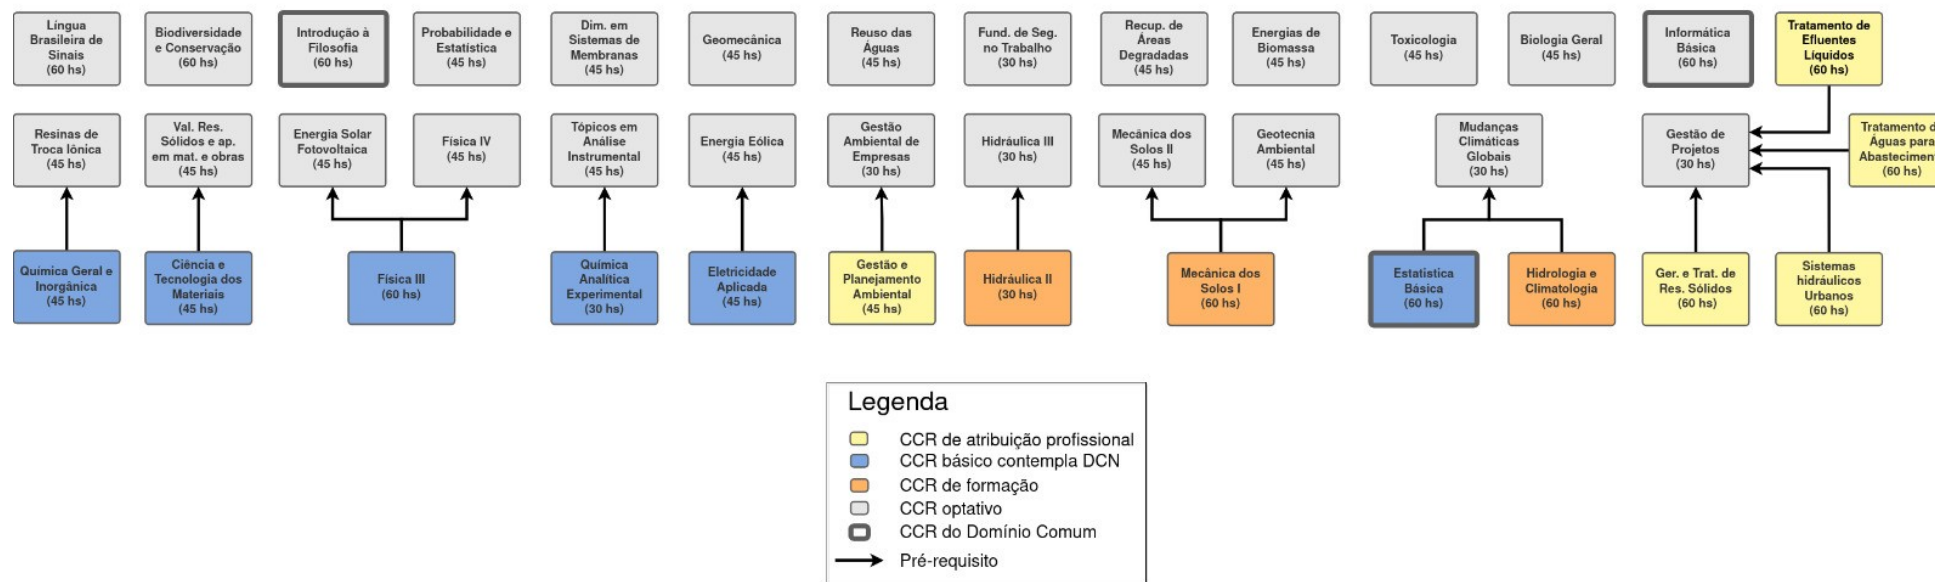 Língua
Brasileira de
Sinais
(60 hs)
Biodiversidade
e Conservação
(60 hs)
Introdução à
Filosofia
(60 hs)
Probabilidade e
Estatística
(45 hs)
Dim. em
Sistemas de
Membranas
(45 hs)
Geomecânica
(45 hs)
Reuso das
Águas
(45 hs)
Fund. de Seg.
no Trabalho
(30 hs)
Recup. de
Áreas
Degradadas
(45 hs)
Energias de
Biomassa
(45 hs)
Toxicologia
(45 hs)
Biologia Geral
(45 hs)
Informática
Básica
(60 hs)
Tratamento de
Efluentes
Líquidos
(60 hs)
Resinas de
Troca Iônica
(45 hs)
Val. Res.
Sólidos e ap.
em mat. e obras
(45 hs)
Energia Solar
Fotovoltaica
(45 hs)
Física IV
(45 hs)
Tópicos em
Análise
Instrumental
(45 hs)
Energia Eólica
(45 hs)
Gestão
Ambiental de
Empresas
(30 hs)
Hidráulica III
(30 hs)
Mecânica dos
Solos II
(45 hs)
Geotecnia
Ambiental
(45 hs)
Mudanças
Climáticas
Globais
(30 hs)
Gestão de
Projetos
(30 hs)
Tratamento d
Águas para
Abasteciment
(60 hs)
Química Geral e
Inorgânica
(45 hs)
Ciência e
Tecnologia dos
Materiais
(45 hs)
Física III
(60 hs)
Química
Analítica
Experimental
(30 hs)
Eletricidade
Aplicada
(45 hs)
Gestão e
Planejamento
Ambiental
(45 hs)
Hidráulica II
(30 hs)
Mecânica dos
Solos I
(60 hs)
Estatistica
Básica
(60 hs)
Hidrologia e
Climatologia
(60 hs)
Ger. e Trat. de
Res. Sólidos
(60 hs)
Sistemas
hidráulicos
Urbanos
(60 hs)
Legenda
CCR de atribuição profissional
CCR básico contempla DCN
CCR de formação
CCR optativo
CCR do Domínio Comum
Pré-requisito